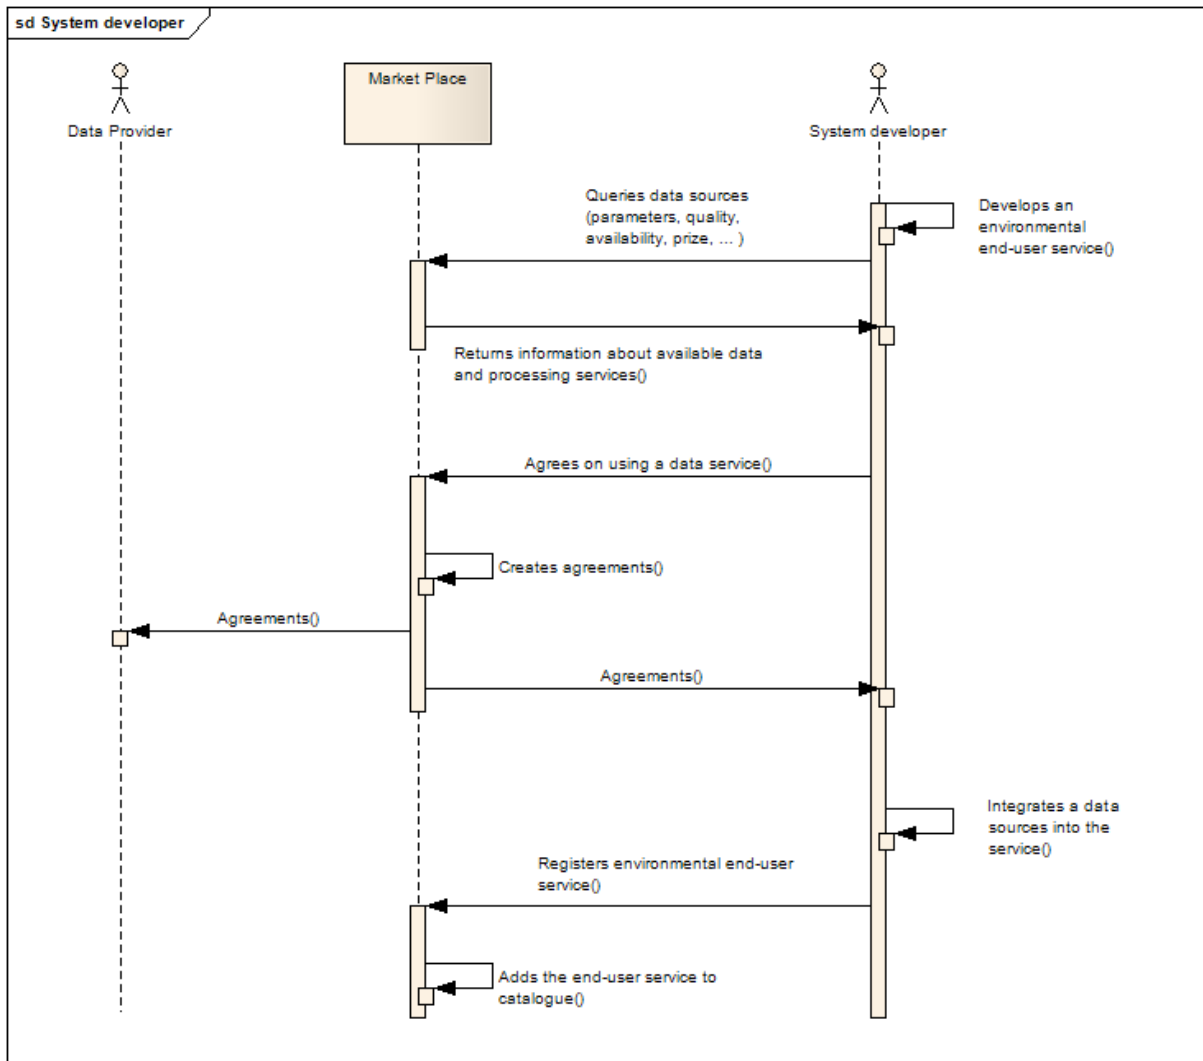 sd System developer
Data Provider
Market Place
System developer
Queries data sources
(parameters, quality,
availability, prize, ... )
Develops an
environmental
end-user service()
Returns information about available data
and processing services()
Agrees on using a data service()
Creates agreements()
Agreements()
Agreements()
Integrates a data
sources into the
service()
Registers environmental end-user
service()
Adds the end-user service to
catalogue()